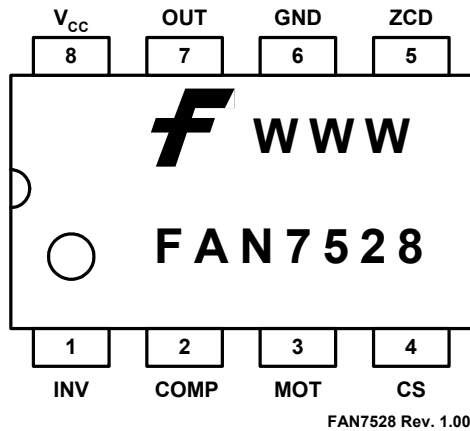 VCC OUT GND ZCD
8 7 6 5
WWW
FAN7528
1 2 3 4
INV COMP MOT CS
FAN7528 Rev. 1.00